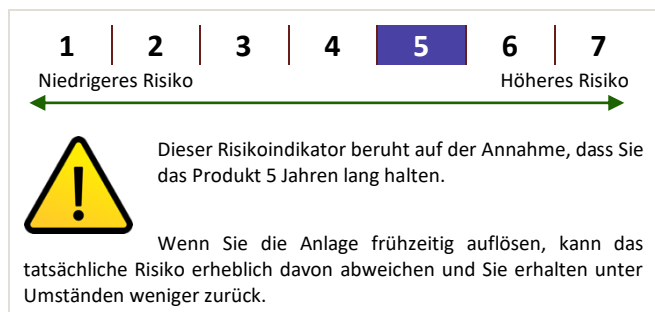 1 2 3 4 5 6 7
Niedrigeres Risiko Höheres Risiko
Dieser Risikoindikator beruht auf der Annahme, dass Sie
das Produkt 5 Jahren lang halten.
Wenn Sie die Anlage frühzeitig auflösen, kann das
tatsächliche Risiko erheblich davon abweichen und Sie erhalten unter
Umständen weniger zurück.